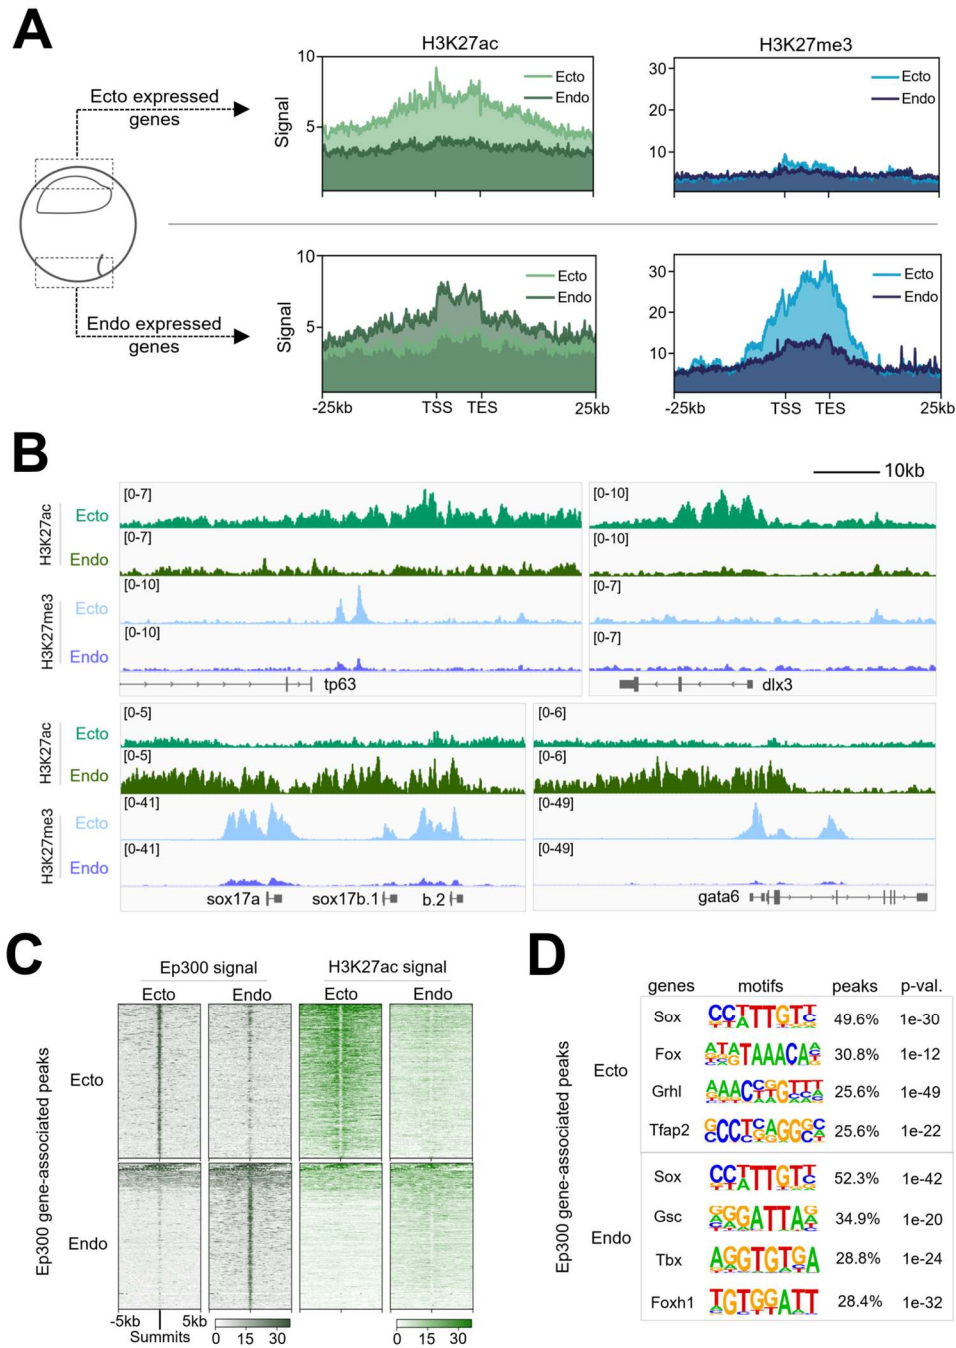 A
H3K27ac
H3K27me3
Ecto expressed
genes
Signal
10
5
Ecto
Endo
30
20
10
Ecto
Endo
Endo expressed
genes
Signal
10
5
Ecto
Endo
-25kb
TSS
TES
25kb
30
20
10
Ecto
Endo
-25kb
TSS
TES
25kb
B
10kb
H3K27ac
Ecto
[0-7]
[0-10]
Endo
[0-7]
[0-10]
H3K27me3
Ecto
[0-10]
[0-7]
Endo
[0-10]
[0-7]
tp63
dlx3
H3K27ac
Ecto
[0-5]
[0-6]
Endo
[0-5]
[0-6]
H3K27me3
Ecto
[0-41]
[0-49]
Endo
[0-41]
[0-49]
sox17a
sox17b.1
b.2
gata6
C
Ep300 signal
H3K27ac signal
Ecto
Endo
Ecto
Endo
Ep300 gene-associated peaks
Ecto
Endo
-5kb
5kb
Summits
0 15 30
0 15 30
D
genes motifs peaks p-val.
Ep300 gene-associated peaks
Ecto
Sox 49.6% 1e-30
Fox 30.8% 1e-12
Grhl 25.6% 1e-49
Tfap2 25.6% 1e-22
Endo
Sox 52.3% 1e-42
Gsc 34.9% 1e-20
Tbx 28.8% 1e-24
Foxh1 28.4% 1e-32